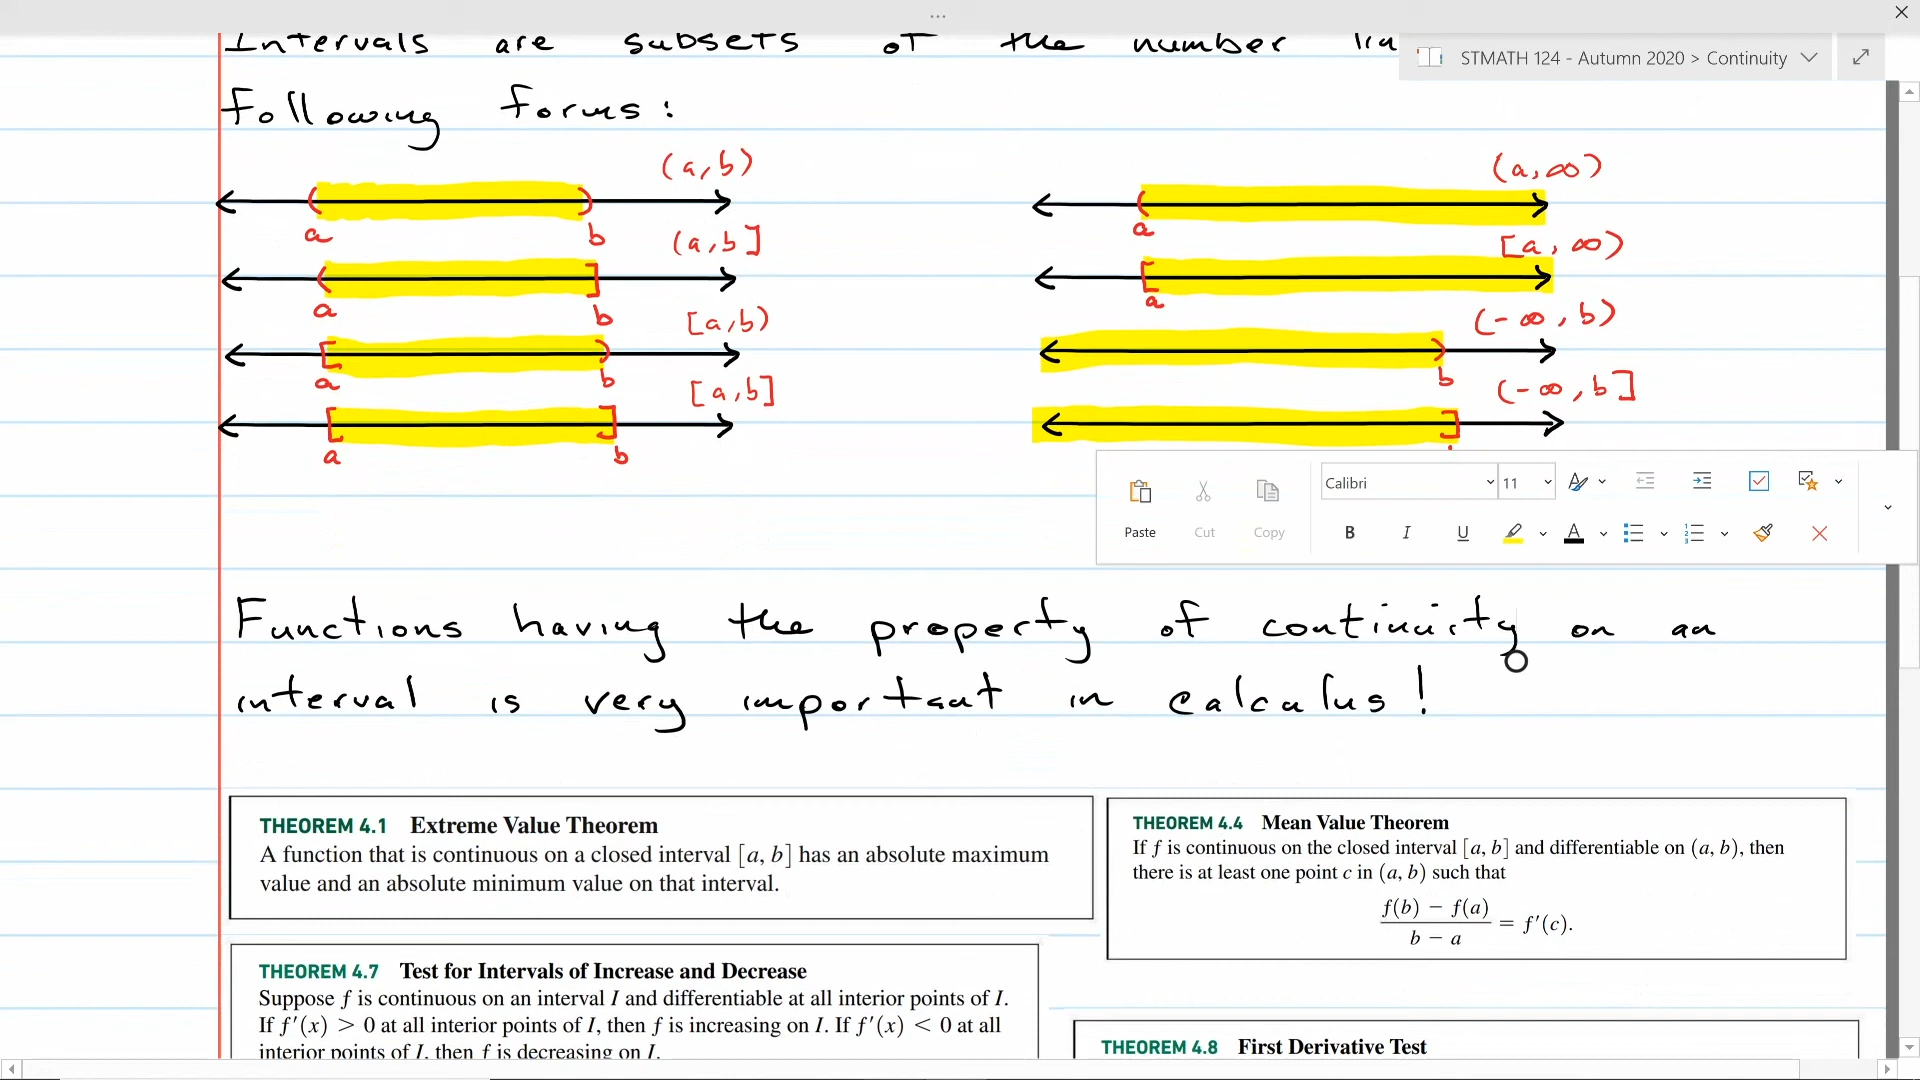 Intervals are subsets of the number
STMATH 124 - Autumn 2020 > Continuity
following forms:
(a,b)
a b
(a,b]
a b
[a,b)
a b
[a,b]
a b
(a,∞)
a
[a,∞)
a
(-∞,b)
b
(-∞,b]
Calibri 11
Paste Cut Copy B I U A
Functions having the property of continuity on an
interval is very important in calculus!
THEOREM 4.1 Extreme Value Theorem
A function that is continuous on a closed interval [a, b] has an absolute maximum
value and an absolute minimum value on that interval.
THEOREM 4.4 Mean Value Theorem
If f is continuous on the closed interval [a, b] and differentiable on (a, b), then
there is at least one point c in (a, b) such that
f(b) − f(a)
b − a
= f′(c).
THEOREM 4.7 Test for Intervals of Increase and Decrease
Suppose f is continuous on an interval I and differentiable at all interior points of I.
If f′(x) > 0 at all interior points of I, then f is increasing on I. If f′(x) < 0 at all
interior points of I, then f is decreasing on I.
THEOREM 4.8 First Derivative Test